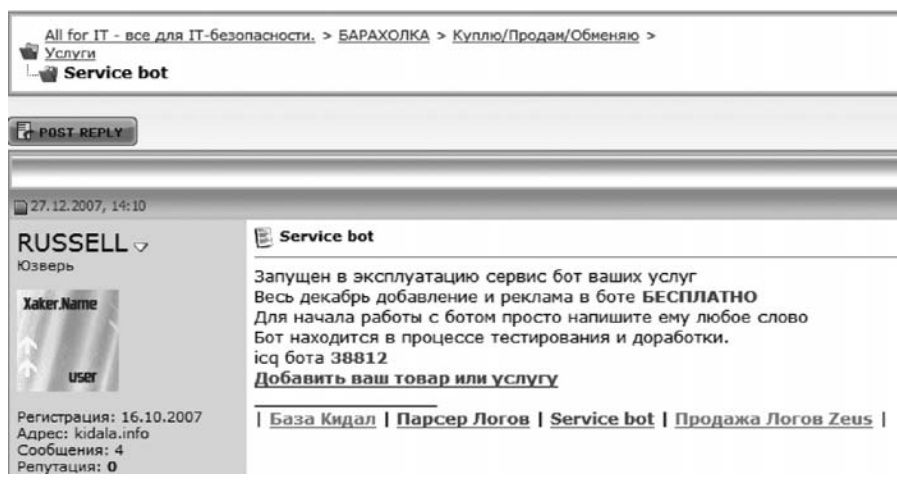 All for IT - все для IT-безопасности. > БАРАХОЛКА > Куплю/Продам/Обменяю >
Услуги
Service bot
POST REPLY
27.12.2007, 14:10
RUSSELL
Юзверь
Xaker.Name
user
Регистрация: 16.10.2007
Адрес: kidala.info
Сообщения: 4
Репутация: 0
Service bot
Запущен в эксплуатацию сервис бот ваших услуг
Весь декабрь добавление и реклама в боте БЕСПЛАТНО
Для начала работы с ботом просто напишите ему любое слово
Бот находится в процессе тестирования и доработки.
icq бота 38812
Добавить ваш товар или услугу
| База Кидал | Парсер Логов | Service bot | Продажа Логов Zeus |